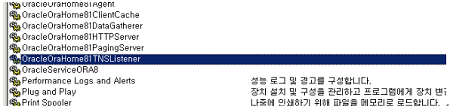 OracleOraHome81Agent
OracleOraHome81ClientCache
OracleOraHome81DataGatherer
OracleOraHome81HTTPServer
OracleOraHome81PagingServer
OracleOraHome81TNSListener
OracleServiceORA8
Performance Logs and Alerts 성능 로그 및 경고를 구성합니다.
Plug and Play 장치 설치 및 구성을 관리하고 프로그램에게 장치 변경
Print Spooler 나중에 인쇄하기 위해 파일을 메모리로 로드합니다.